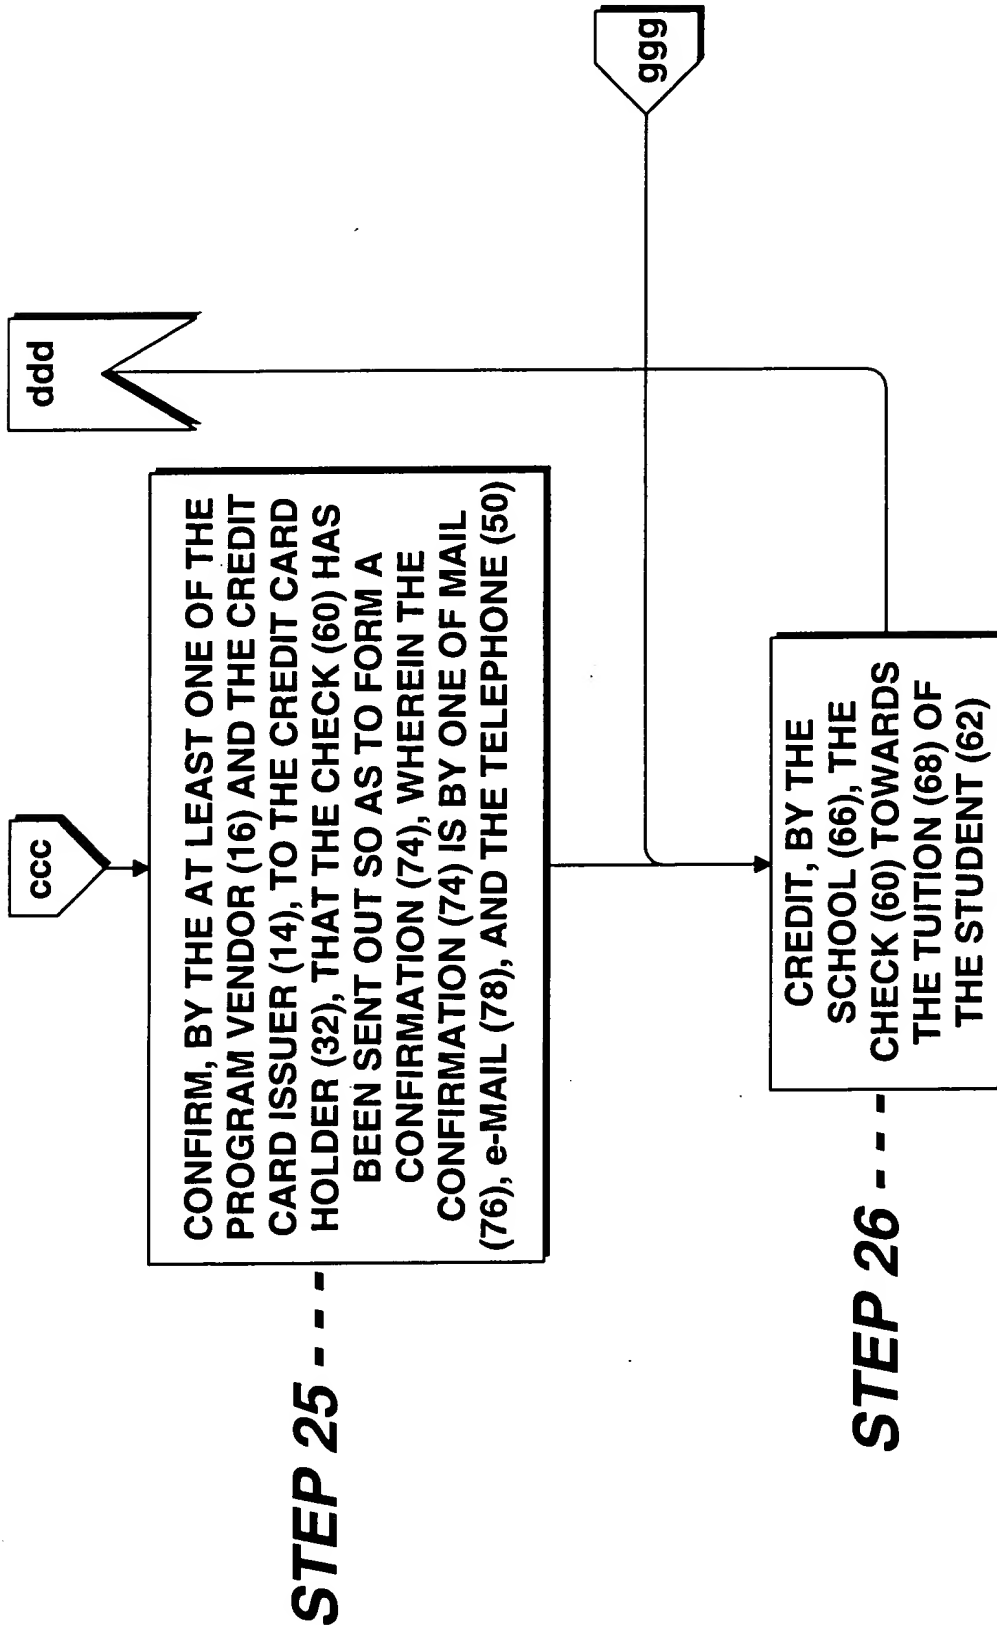 ccc
ddd
ggg
STEP 25 - - -
CONFIRM, BY THE AT LEAST ONE OF THE
PROGRAM VENDOR (16) AND THE CREDIT
CARD ISSUER (14), TO THE CREDIT CARD
HOLDER (32), THAT THE CHECK (60) HAS
BEEN SENT OUT SO AS TO FORM A
CONFIRMATION (74), WHEREIN THE
CONFIRMATION (74) IS BY ONE OF MAIL
(76), e-MAIL (78), AND THE TELEPHONE (50)
STEP 26 - - -
CREDIT, BY THE
SCHOOL (66), THE
CHECK (60) TOWARDS
THE TUITION (68) OF
THE STUDENT (62)